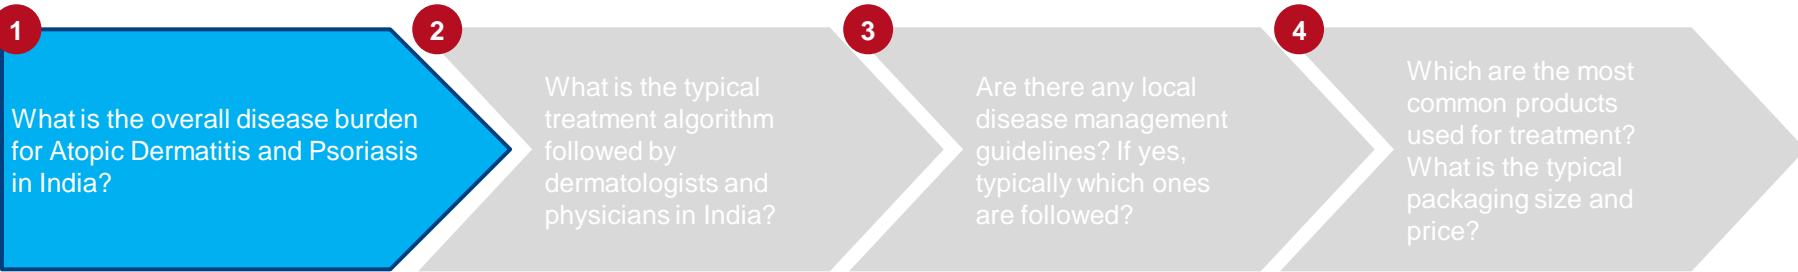 1
What is the overall disease burden
for Atopic Dermatitis and Psoriasis
in India?
2
What is the typical
treatment algorithm
followed by
dermatologists and
physicians in India?
3
Are there any local
disease management
guidelines? If yes,
typically which ones
are followed?
4
Which are the most
common products
used for treatment?
What is the typical
packaging size and
price?